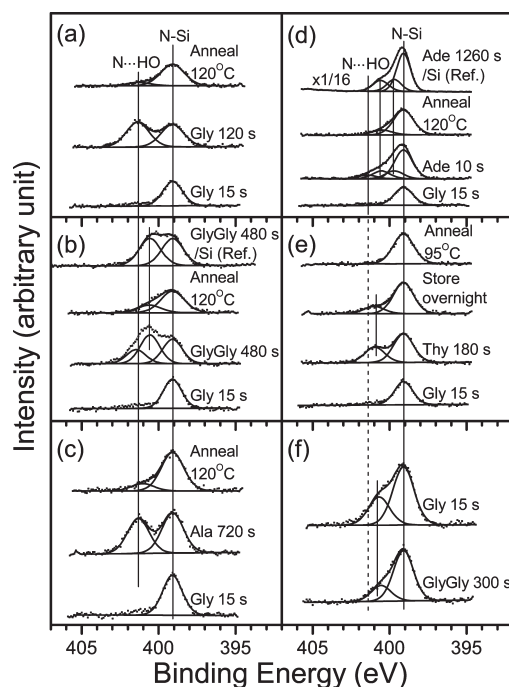 Intensity (arbitrary unit)
(a)
N-Si
N···HO
Anneal
120°C
Gly 120 s
Gly 15 s
(b)
GlyGly 480 s
/Si (Ref.)
Anneal
120°C
GlyGly 480 s
Gly 15 s
(c)
Anneal
120°C
Ala 720 s
Gly 15 s
405 400 395
(d)
N-Si
N···HO
Ade 1260 s
/Si (Ref.)
x1/16
Anneal
120°C
Ade 10 s
Gly 15 s
(e)
Anneal
95°C
Store
overnight
Thy 180 s
Gly 15 s
(f)
Gly 15 s
GlyGly 300 s
405 400 395
Binding Energy (eV)